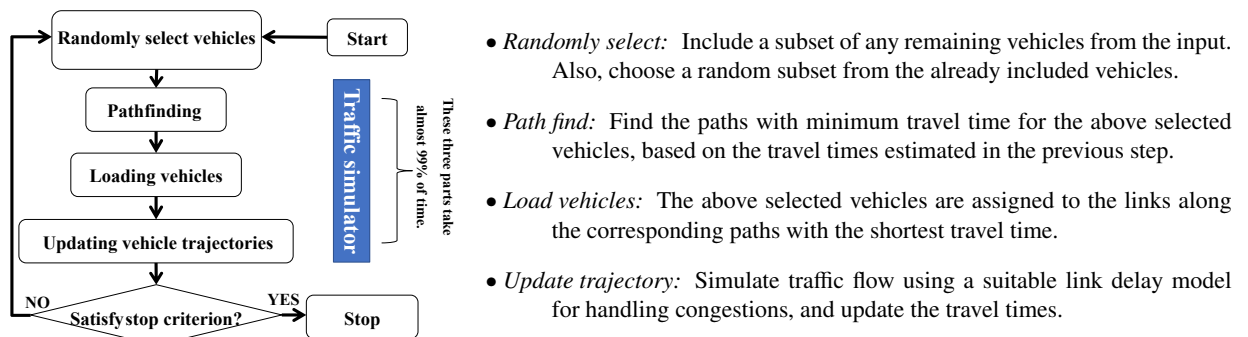 Randomly select vehicles
Start
Pathfinding
Loading vehicles
Updating vehicle trajectories
NO
YES
Satisfy stop criterion?
Stop
Traffic simulator
These three parts take
almost 99% of time.
• Randomly select: Include a subset of any remaining vehicles from the input.
Also, choose a random subset from the already included vehicles.
• Path find: Find the paths with minimum travel time for the above selected
vehicles, based on the travel times estimated in the previous step.
• Load vehicles: The above selected vehicles are assigned to the links along
the corresponding paths with the shortest travel time.
• Update trajectory: Simulate traffic flow using a suitable link delay model
for handling congestions, and update the travel times.